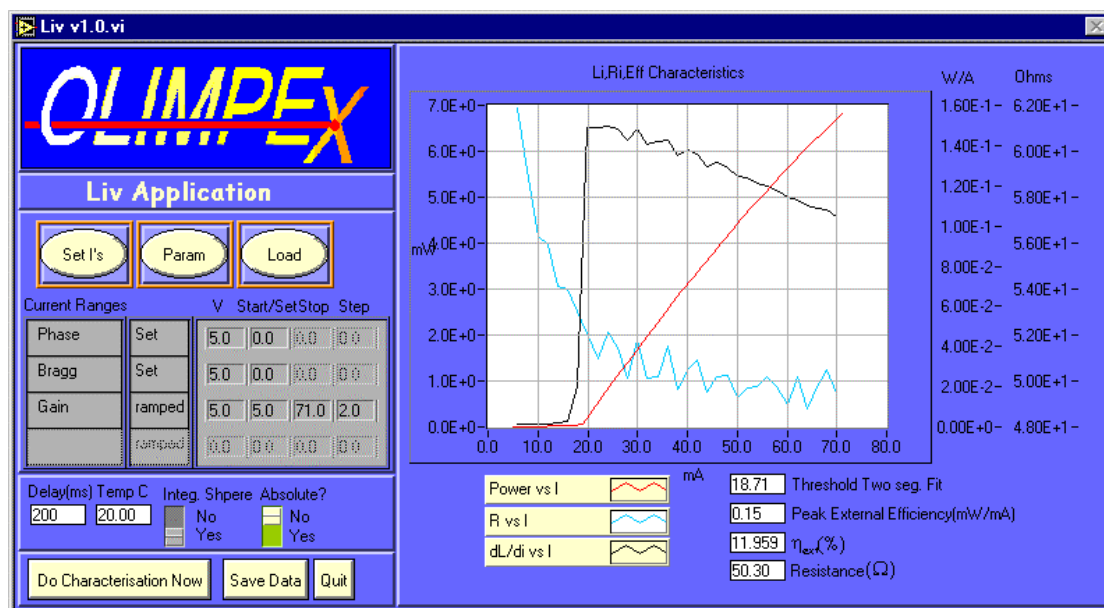 Liv v1.0.vi
OLIMPEx
Liv Application
Set I's Param Load
Current Ranges V Start/Set Stop Step
Phase Set 5.0 0.0 0.0 0.0
Bragg Set 5.0 0.0 0.0 0.0
Gain ramped 5.0 5.0 71.0 2.0
ramped 0.0 0.0 0.0 0.0
Delay(ms) Temp C Integ. Shpere Absolute?
200 20.00 No No
Yes Yes
Do Characterisation Now Save Data Quit
Li,Ri,Eff Characteristics W/A Ohms
7.0E+0- 1.60E-1- 6.20E+1-
6.0E+0- 1.40E-1- 6.00E+1-
5.0E+0- 1.20E-1- 5.80E+1-
1.00E-1-
mW 4.0E+0- 5.60E+1-
8.00E-2-
3.0E+0- 5.40E+1-
6.00E-2-
2.0E+0- 5.20E+1-
4.00E-2-
1.0E+0- 2.00E-2- 5.00E+1-
0.0E+0- 0.00E+0- 4.80E+1-
0.0 10.0 20.0 30.0 40.0 50.0 60.0 70.0 80.0
mA
Power vs I
R vs I
dL/di vs I
18.71 Threshold Two seg. Fit
0.15 Peak External Efficiency(mW/mA)
11.959 ηext(%)
50.30 Resistance(Ω)